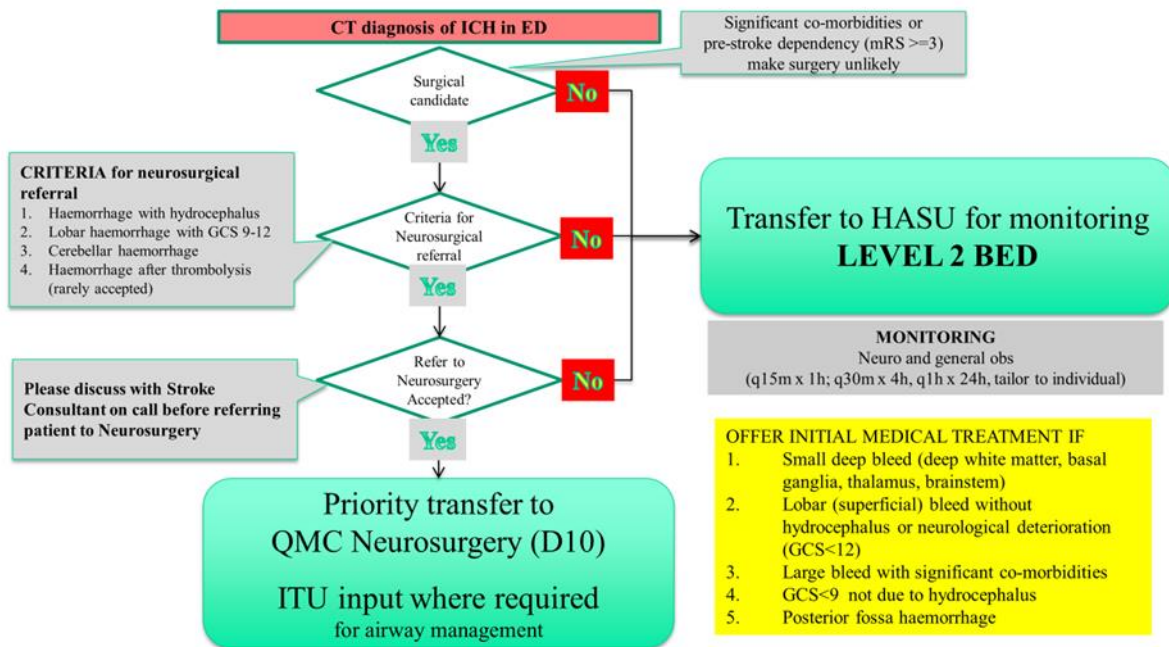 CT diagnosis of ICH in ED
Significant co-morbidities or
pre-stroke dependency (mRS >=3)
make surgery unlikely
Surgical
candidate
No
Yes
CRITERIA for neurosurgical
referral
1. Haemorrhage with hydrocephalus
2. Lobar haemorrhage with GCS 9-12
3. Cerebellar haemorrhage
4. Haemorrhage after thrombolysis
(rarely accepted)
Criteria for
Neurosurgical
referral
No
Yes
Transfer to HASU for monitoring
LEVEL 2 BED
MONITORING
Neuro and general obs
(q15m x 1h; q30m x 4h, q1h x 24h, tailor to individual)
Please discuss with Stroke
Consultant on call before referring
patient to Neurosurgery
Refer to
Neurosurgery
Accepted?
No
Yes
Priority transfer to
QMC Neurosurgery (D10)
ITU input where required
for airway management
OFFER INITIAL MEDICAL TREATMENT IF
1. Small deep bleed (deep white matter, basal
ganglia, thalamus, brainstem)
2. Lobar (superficial) bleed without
hydrocephalus or neurological deterioration
(GCS<12)
3. Large bleed with significant co-morbidities
4. GCS<9 not due to hydrocephalus
5. Posterior fossa haemorrhage